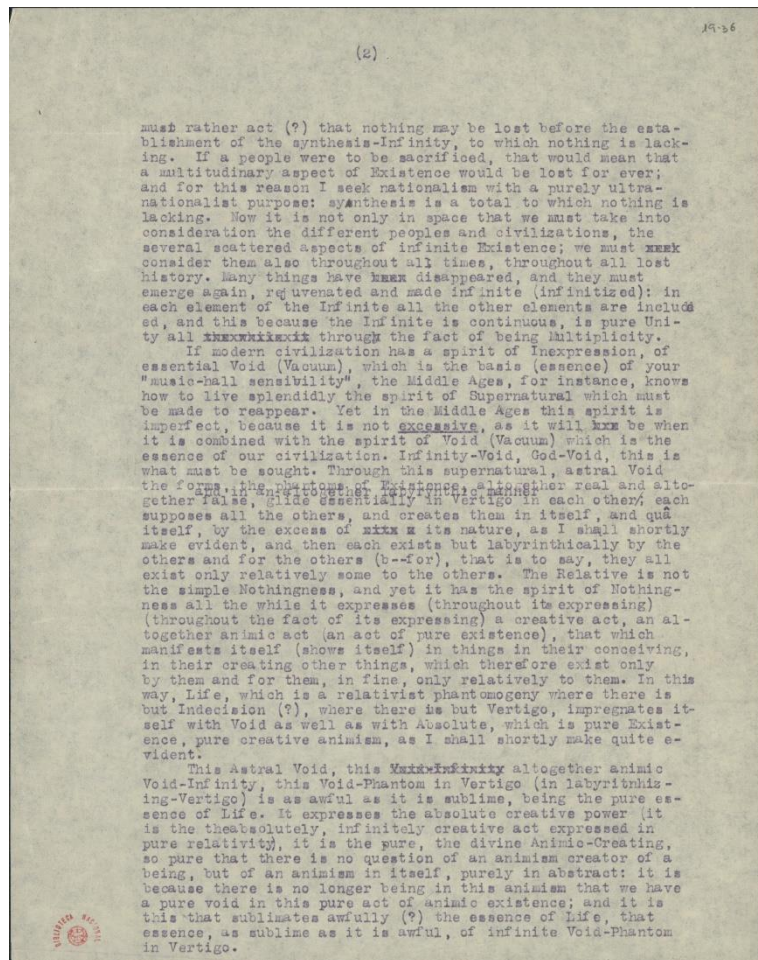 19-36
(2)
must rather act (?) that nothing may be lost before the esta-
blishment of the synthesis-Infinity, to which nothing is lack-
ing. If a people were to be sacrificed, that would mean that
a multitudinary aspect of Existence would be lost for ever;
and for this reason I seek nationalism with a purely ultra-
nationalist purpose: synthesis is a total to which nothing is
lacking. Now it is not only in space that we must take into
consideration the different peoples and civilizations, the
several scattered aspects of infinite Existence; we must
consider them also throughout all times, throughout all lost
history. Many things have disappeared, and they must
emerge again, rejuvenated and made infinite (infinitized): in
each element of the Infinite all the other elements are includ
ed, and this because the Infinite is continuous, is pure Uni-
ty all through the fact of being Multiplicity.
If modern civilization has a spirit of Inexpression, of
essential Void (Vacuum), which is the basis (essence) of your
"music-hall sensibility", the Middle Ages, for instance, knows
how to live splendidly the spirit of Supernatural which must
be made to reappear. Yet in the Middle Ages this spirit is
imperfect, because it is not excessive, as it will be when
it is combined with the spirit of Void (Vacuum) which is the
essence of our civilization. Infinity-Void, God-Void, this is
what must be sought. Through this supernatural, astral Void
the forms, the phantoms of Existence, altogether real and alto-
and in an altogether labyrinthic manner
gether false, glide essentially in Vertigo in each other; each
supposes all the others, and creates them in itself, and quâ
itself, by the excess of its nature, as I shall shortly
make evident, and then each exists but labyrinthically by the
others and for the others (b--for), that is to say, they all
exist only relatively some to the others. The Relative is not
the simple Nothingness, and yet it has the spirit of Nothing-
ness all the while it expresses (throughout its expressing)
(throughout the fact of its expressing) a creative act, an al-
together animic act (an act of pure existence), that which
manifests itself (shows itself) in things in their conceiving,
in their creating other things, which therefore exist only
by them and for them, in fine, only relatively to them. In this
way, Life, which is a relativist phantomogeny where there is
but Indecision (?), where there is but Vertigo, impregnates it-
self with Void as well as with Absolute, which is pure Exist-
ence, pure creative animism, as I shall shortly make quite e-
vident.
This Astral Void, this Void-Infinity altogether animic
Void-Infinity, this Void-Phantom in Vertigo (in labyritnhiz-
ing-Vertigo) is as awful as it is sublime, being the pure es-
sence of Life. It expresses the absolute creative power (it
is the theabsolutely, infinitely creative act expressed in
pure relativity), it is the pure, the divine Animic-Creating,
so pure that there is no question of an animism creator of a
being, but of an animism in itself, purely in abstract: it is
because there is no longer being in this animism that we have
a pure void in this pure act of animic existence; and it is
this that sublimates awfully (?) the essence of Life, that
essence, as sublime as it is awful, of infinite Void-Phantom
in Vertigo.
BIBLIOTECA NACIONAL